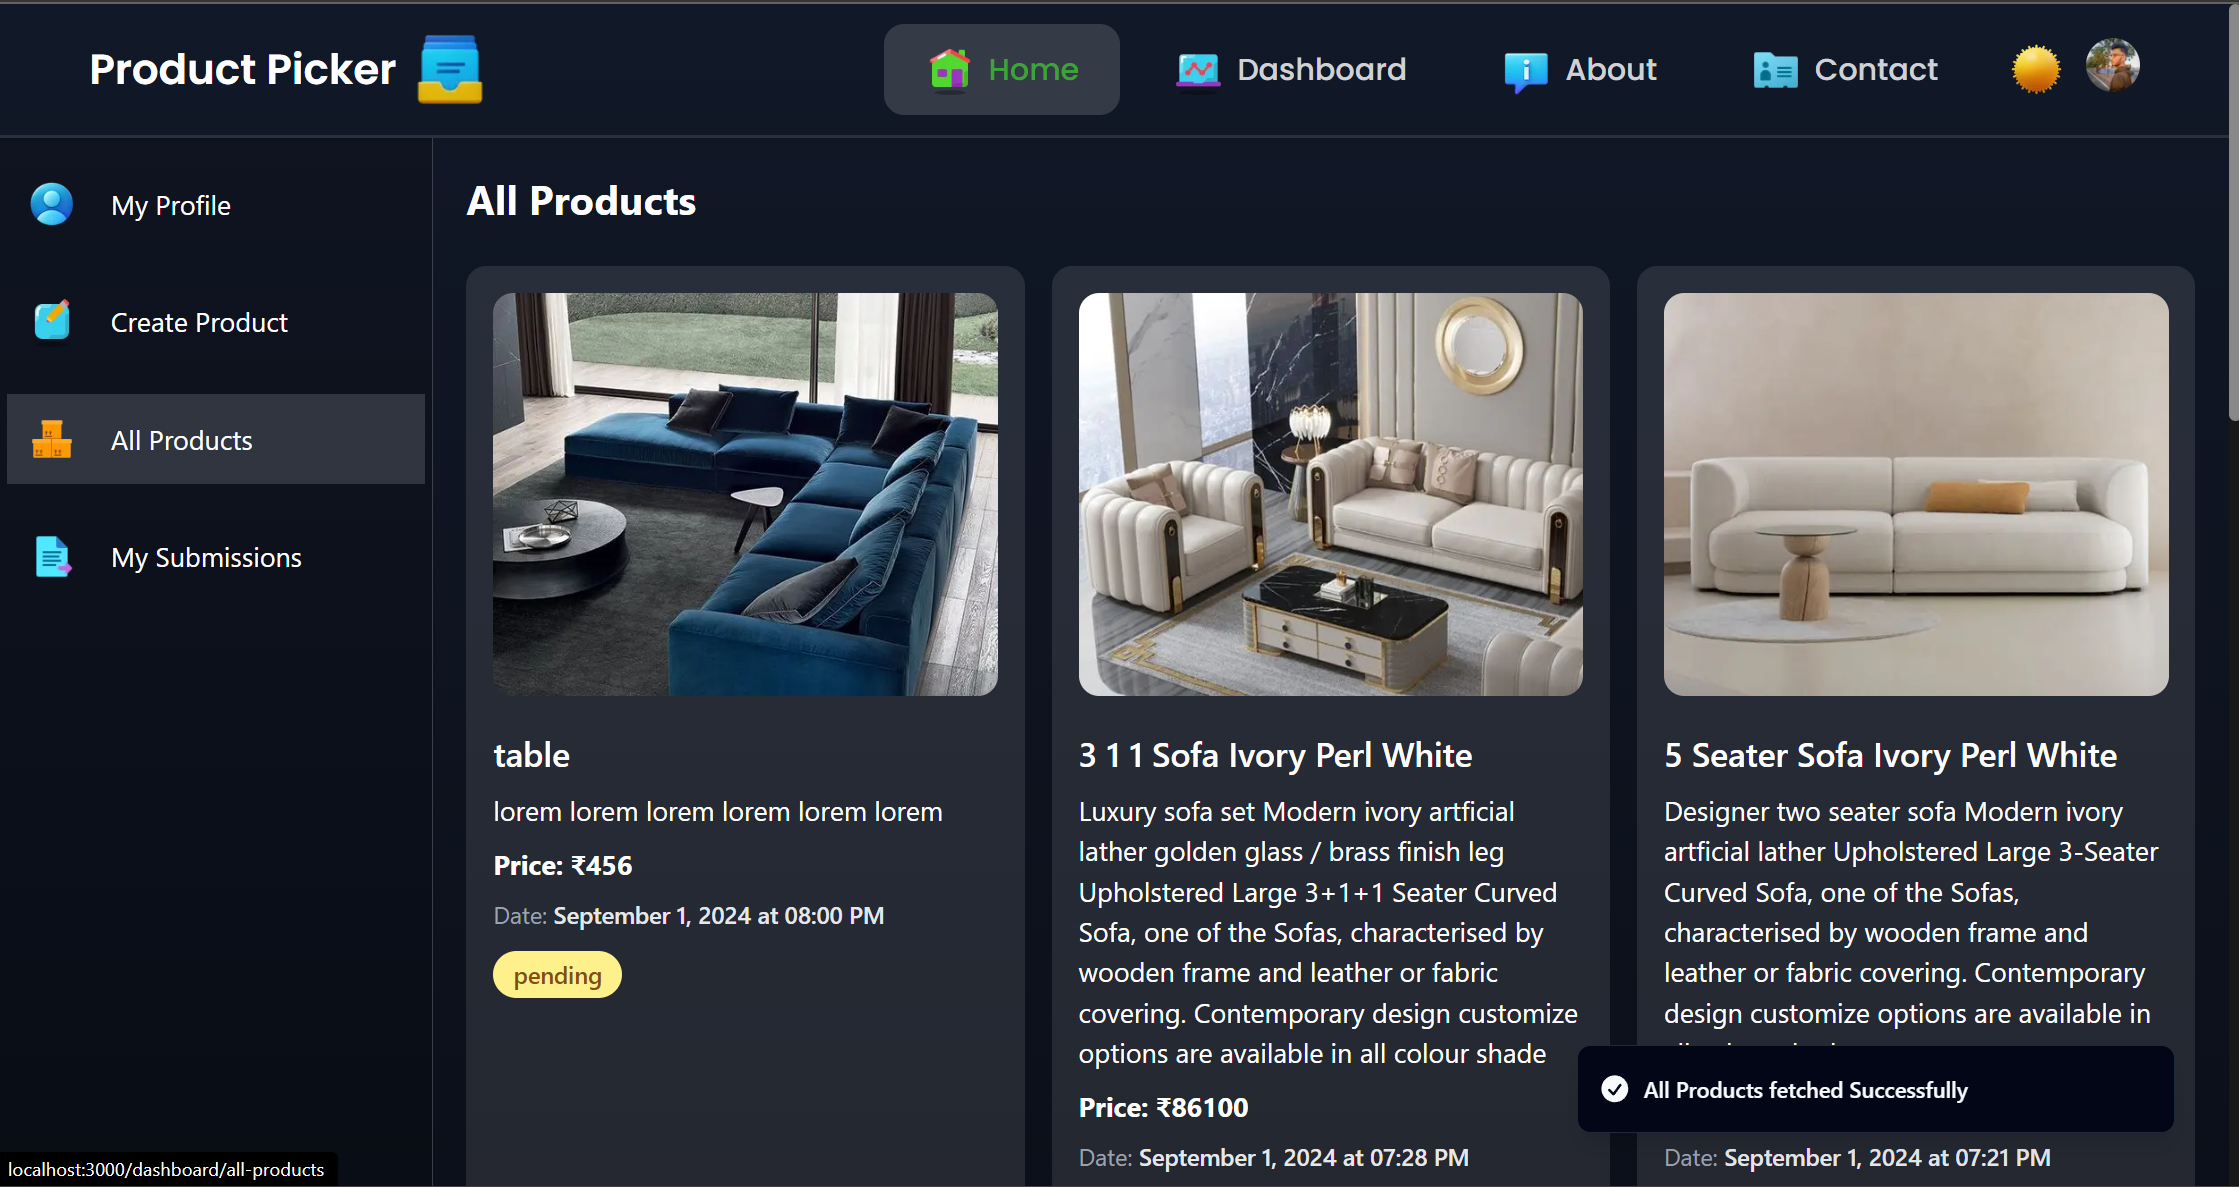 Product Picker
Home
Dashboard
About
Contact
My Profile
Create Product
All Products
My Submissions
All Products
table
lorem lorem lorem lorem lorem lorem
Price: ₹456
Date: September 1, 2024 at 08:00 PM
pending
3 1 1 Sofa Ivory Perl White
Luxury sofa set Modern ivory artficial
lather golden glass / brass finish leg
Upholstered Large 3+1+1 Seater Curved
Sofa, one of the Sofas, characterised by
wooden frame and leather or fabric
covering. Contemporary design customize
options are available in all colour shade
Price: ₹86100
Date: September 1, 2024 at 07:28 PM
5 Seater Sofa Ivory Perl White
Designer two seater sofa Modern ivory
artficial lather Upholstered Large 3-Seater
Curved Sofa, one of the Sofas,
characterised by wooden frame and
leather or fabric covering. Contemporary
design customize options are available in
Date: September 1, 2024 at 07:21 PM
All Products fetched Successfully
localhost:3000/dashboard/all-products